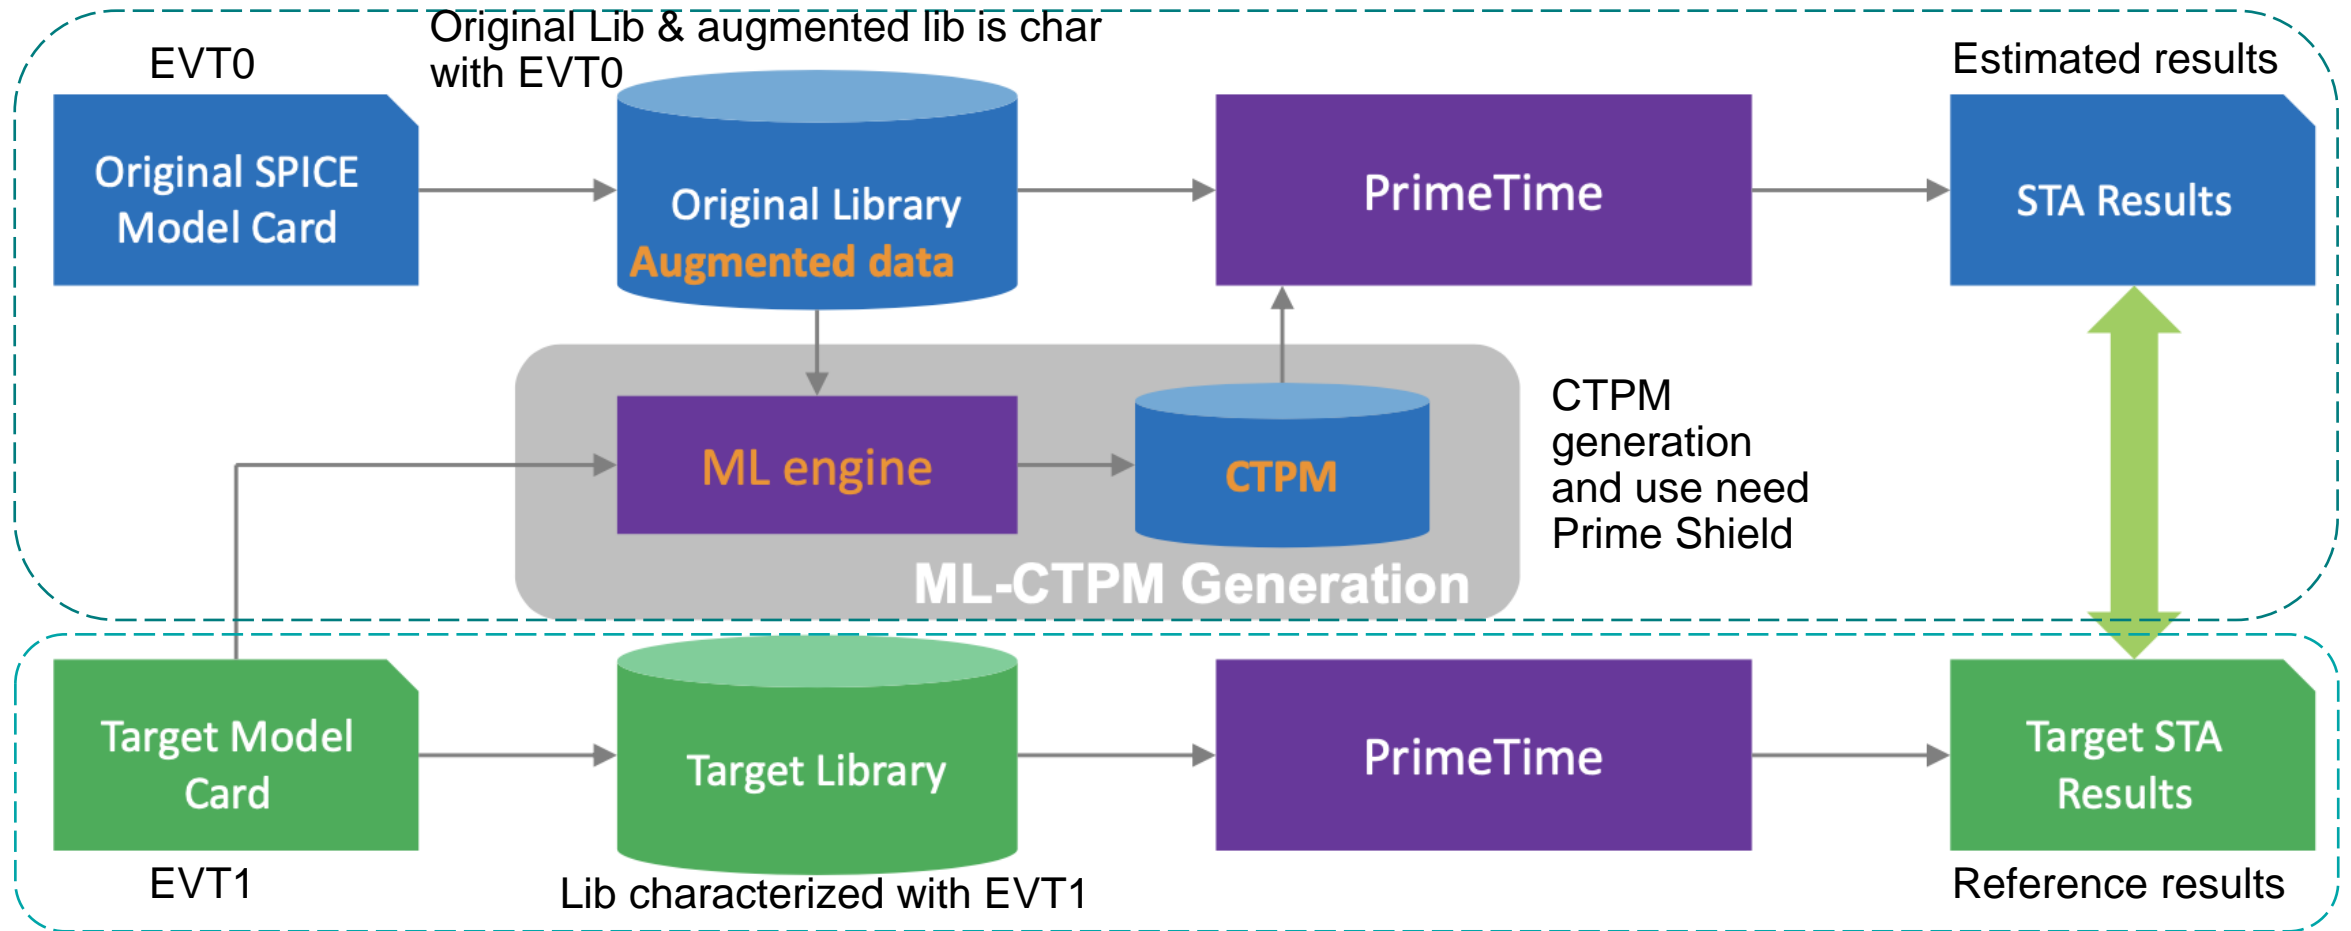 Original Lib & augmented lib is char
with EVT0
EVT0
Estimated results
Original SPICE
Model Card
Original Library
Augmented data
PrimeTime
STA Results
ML engine
CTPM
ML-CTPM Generation
CTPM
generation
and use need
Prime Shield
Target Model
Card
Target Library
PrimeTime
Target STA
Results
EVT1
Lib characterized with EVT1
Reference results